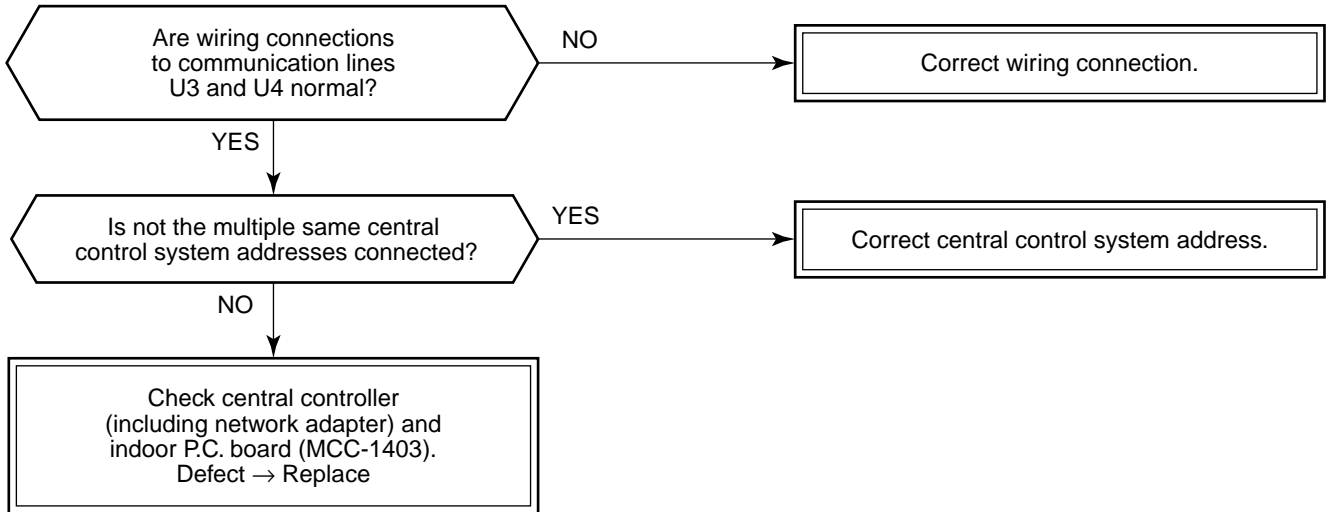 Are wiring connections
to communication lines
U3 and U4 normal?
NO
Correct wiring connection.
YES
Is not the multiple same central
control system addresses connected?
YES
Correct central control system address.
NO
Check central controller
(including network adapter) and
indoor P.C. board (MCC-1403).
Defect → Replace